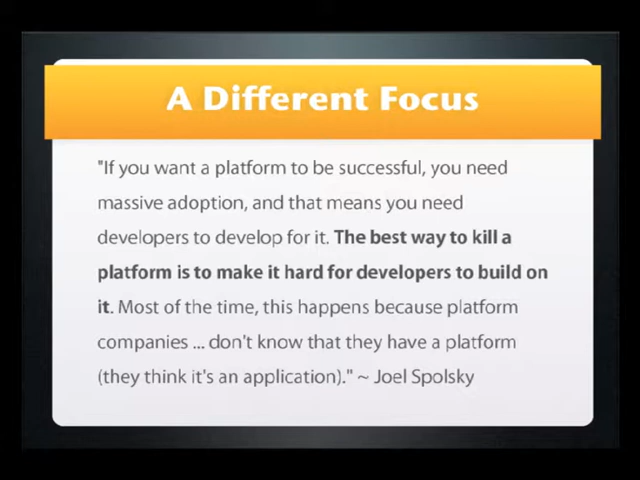 A Different Focus
"If you want a platform to be successful, you need
massive adoption, and that means you need
developers to develop for it. The best way to kill a
platform is to make it hard for developers to build on
it. Most of the time, this happens because platform
companies ... don't know that they have a platform
(they think it's an application)." ~ Joel Spolsky